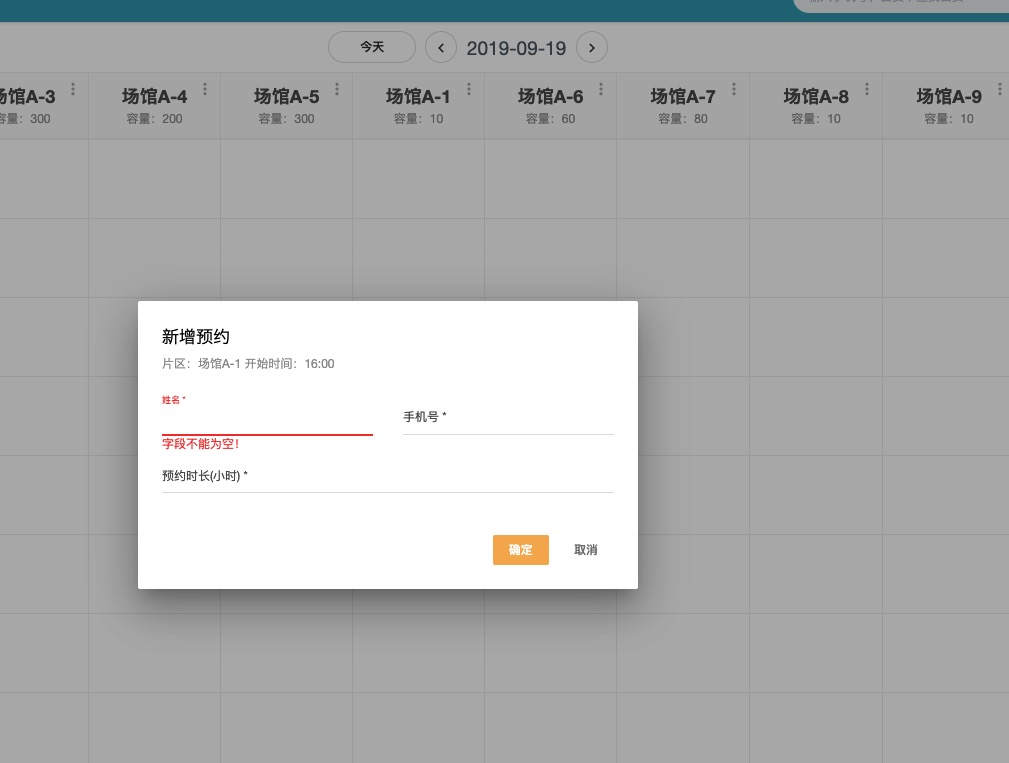 今天
2019-09-19
场馆A-3
场馆A-4
场馆A-5
场馆A-1
场馆A-6
场馆A-7
场馆A-8
场馆A-9
容量：300
容量：200
容量：300
容量：10
容量：60
容量：80
容量：10
容量：10
新增预约
片区：场馆A-1 开始时间：16:00
姓名 *
手机号 *
字段不能为空！
预约时长(小时) *
确定
取消